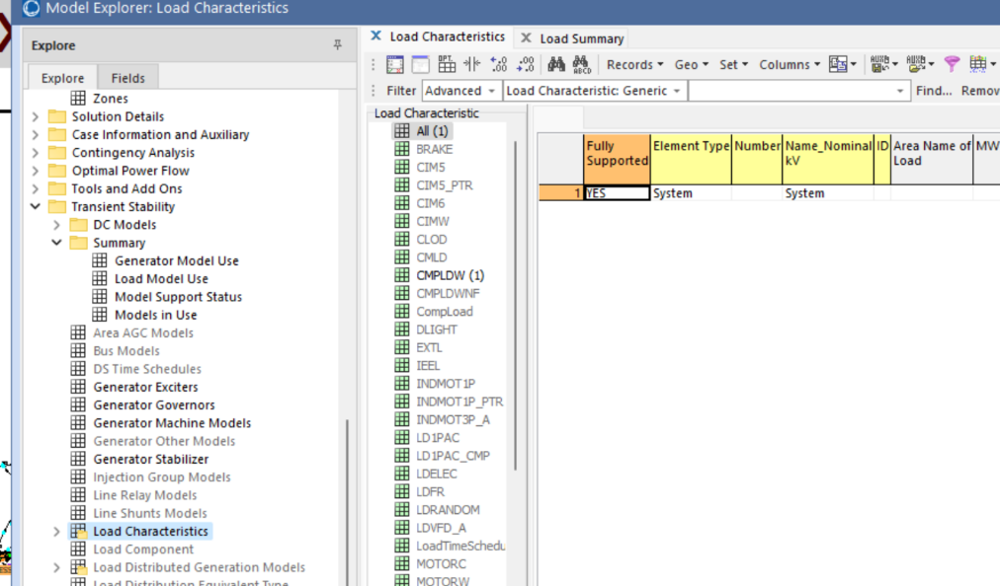 Model Explorer: Load Characteristics
Explore
Explore Fields
Zones
Solution Details
Case Information and Auxiliary
Contingency Analysis
Optimal Power Flow
Tools and Add Ons
Transient Stability
DC Models
Summary
Generator Model Use
Load Model Use
Model Support Status
Models in Use
Area AGC Models
Bus Models
DS Time Schedules
Generator Exciters
Generator Governors
Generator Machine Models
Generator Other Models
Generator Stabilizer
Injection Group Models
Line Relay Models
Line Shunts Models
Load Characteristics
Load Component
Load Distributed Generation Models
Load Distribution Equivalent Type
X Load Characteristics X Load Summary
Records Geo Set Columns
Filter Advanced Load Characteristic: Generic Find... Remov
Load Characteristic
All (1)
BRAKE
CIM5
CIM5_PTR
CIM6
CIMW
CLOD
CMLD
CMPLDW (1)
CMPLDWNF
CompLoad
DLIGHT
EXTL
IEEL
INDMOT1P
INDMOT1P_PTR
INDMOT3P_A
LD1PAC
LD1PAC_CMP
LDELEC
LDFR
LDRANDOM
LDVFD_A
LoadTimeSchedu
MOTORC
MOTORW
Fully Element Type Number Name_Nominal ID Area Name of MW
Supported kV Load
1 YES System System